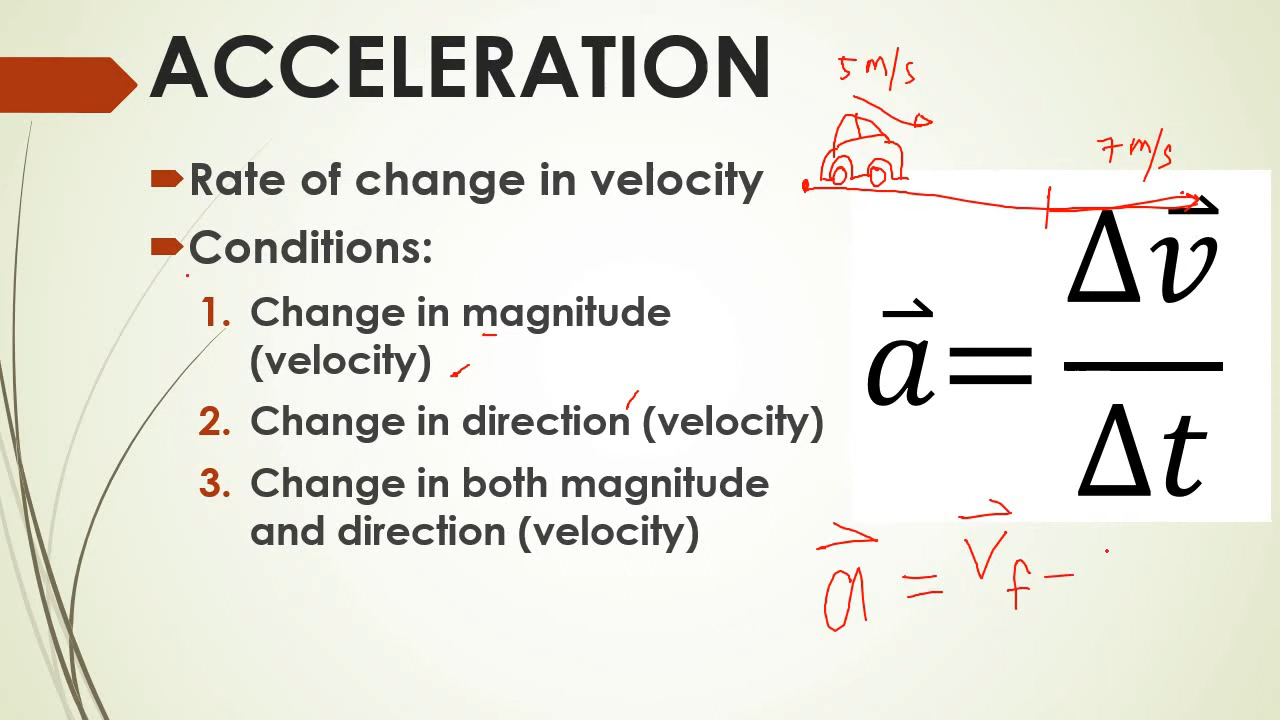 ACCELERATION
5 m/s
7 m/s
Rate of change in velocity
Conditions:
1. Change in magnitude
(velocity)
2. Change in direction (velocity)
3. Change in both magnitude
and direction (velocity)
a⃗ = Δv⃗ / Δt
a⃗ = v⃗f −